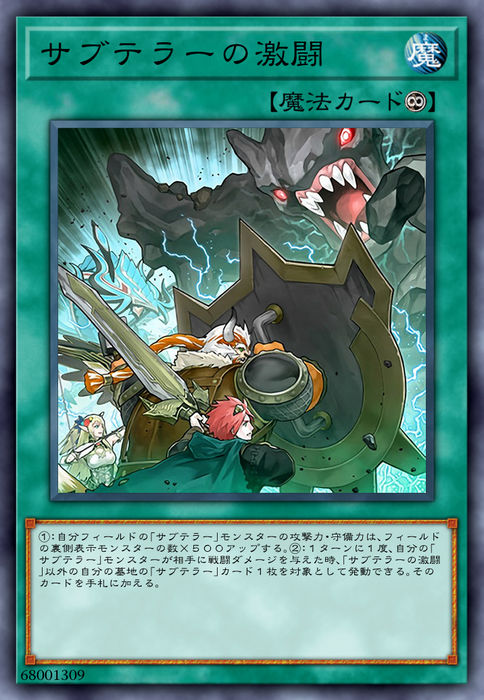 サブテラーの激闘
魔
【魔法カード♾】
①:自分フィールドの「サブテラー」モンスターの攻撃力・守備力は、フィールド
の裏側表示モンスターの数×500アップする。②:1ターンに1度、自分の「
サブテラー」モンスターが相手に戦闘ダメージを与えた時、「サブテラーの激闘
」以外の自分の墓地の「サブテラー」カード1枚を対象として発動できる。その
カードを手札に加える。
68001309